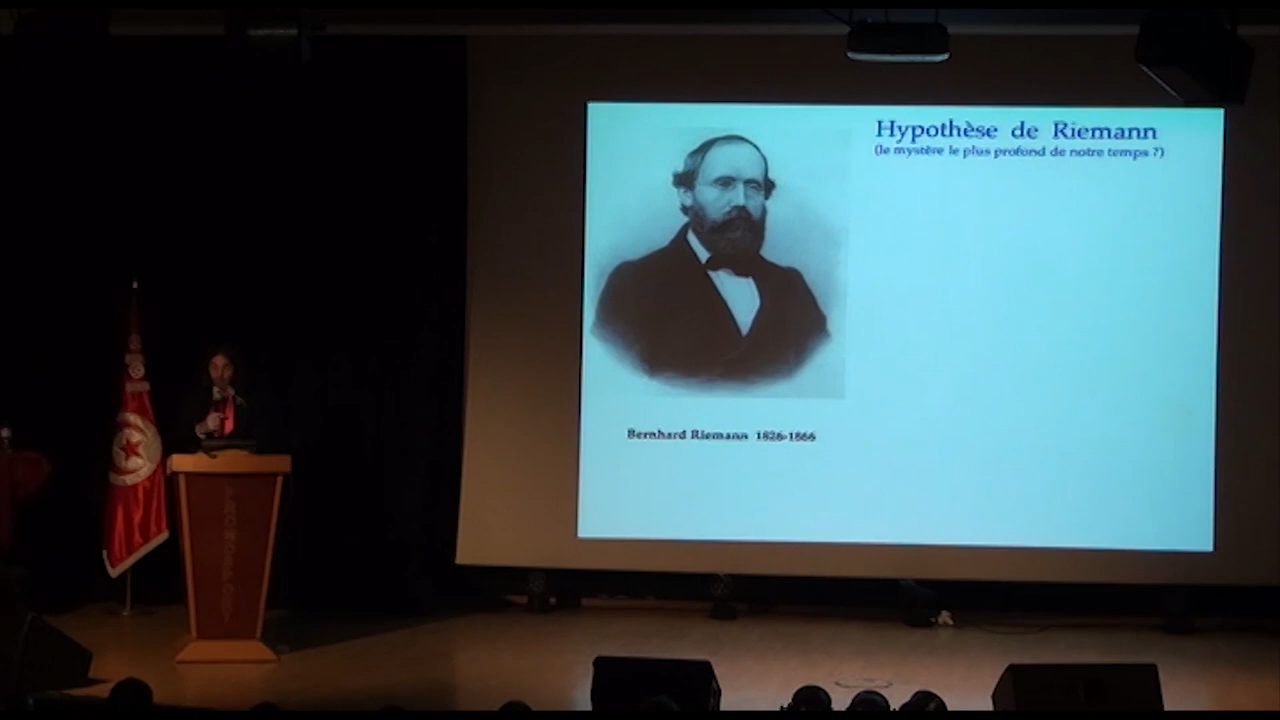 Hypothèse de Riemann
(le mystère le plus profond de notre temps ?)
Bernhard Riemann 1826-1866